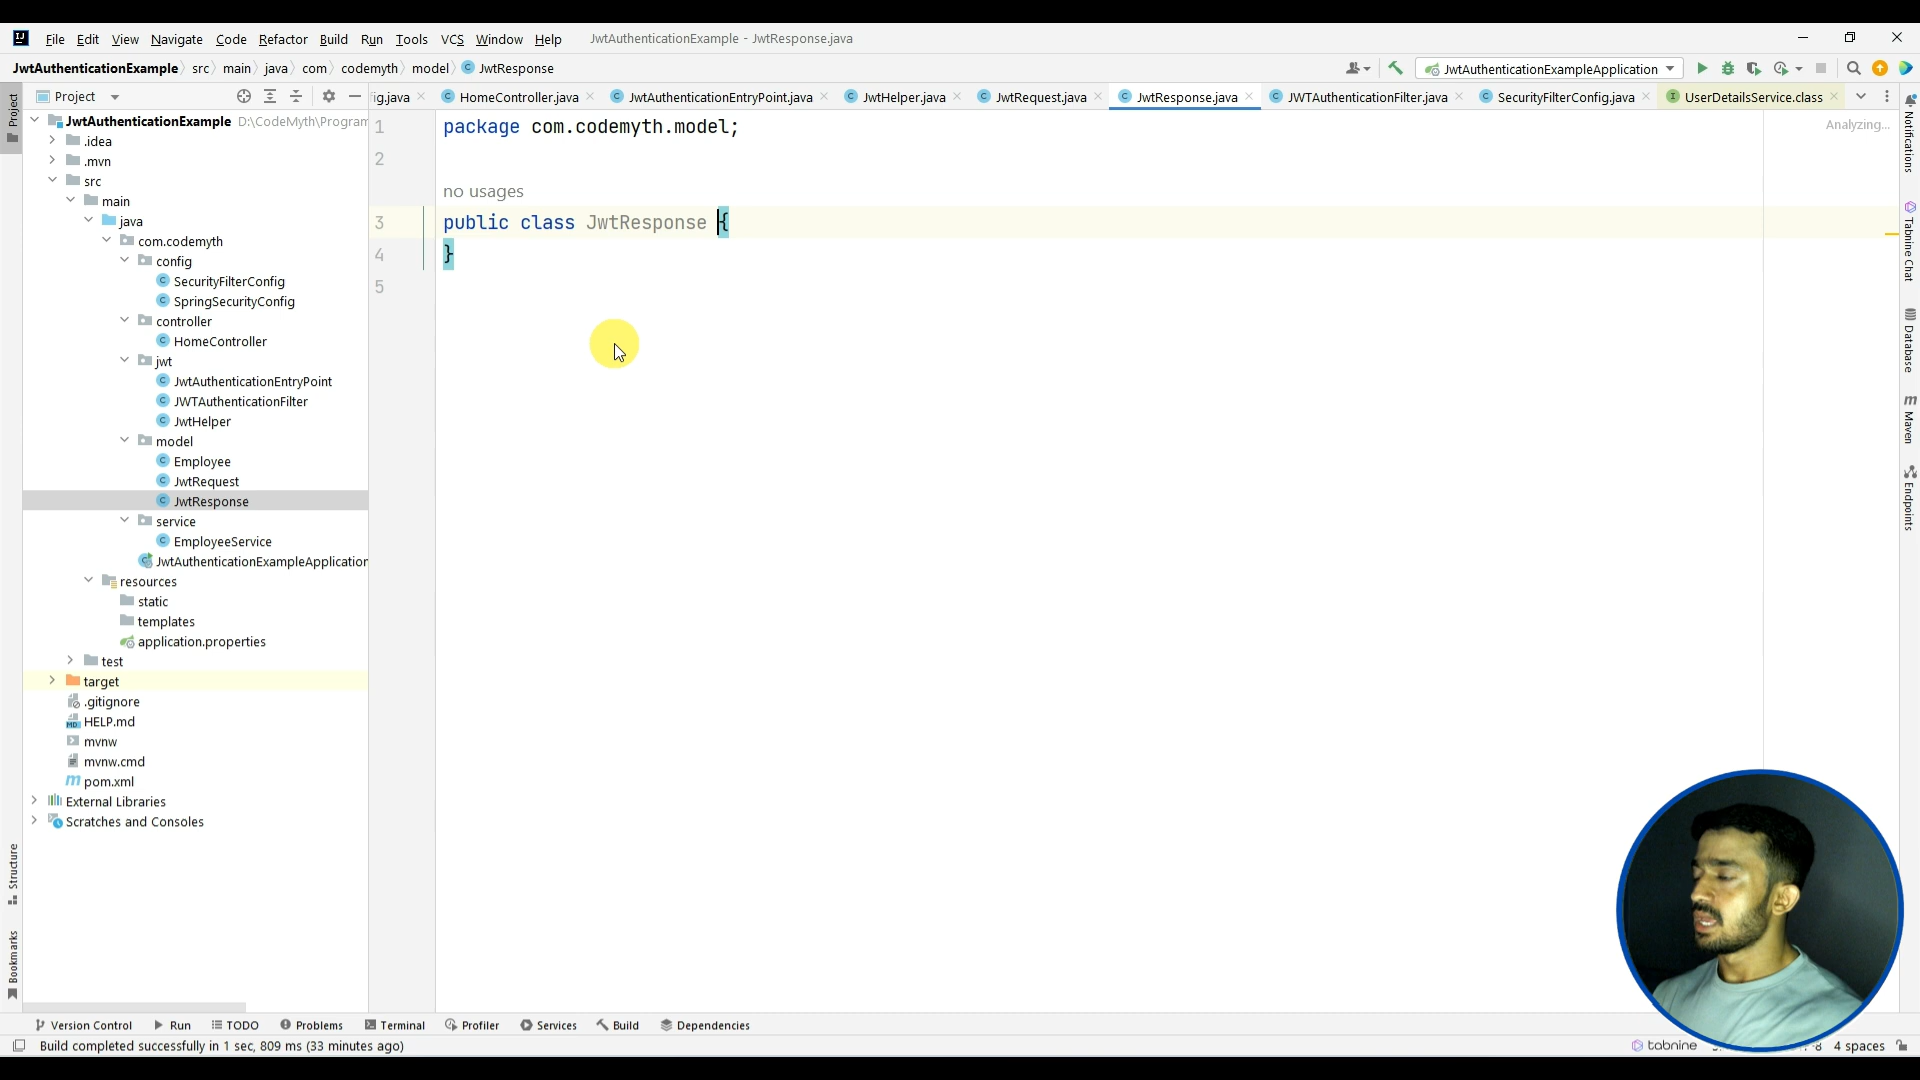 File Edit View Navigate Code Refactor Build Run Tools VCS Window Help JwtAuthenticationExample - JwtResponse.java
JwtAuthenticationExample src main java com codemyth model JwtResponse
JwtAuthenticationExampleApplication
Project
ig.java HomeController.java JwtAuthenticationEntryPoint.java JwtHelper.java JwtRequest.java JwtResponse.java JWTAuthenticationFilter.java SecurityFilterConfig.java UserDetailsService.class
JwtAuthenticationExample D:\CodeMyth\Program
.idea
.mvn
src
main
java
com.codemyth
config
SecurityFilterConfig
SpringSecurityConfig
controller
HomeController
jwt
JwtAuthenticationEntryPoint
JWTAuthenticationFilter
JwtHelper
model
Employee
JwtRequest
JwtResponse
service
EmployeeService
JwtAuthenticationExampleApplication
resources
static
templates
application.properties
test
target
.gitignore
HELP.md
mvnw
mvnw.cmd
pom.xml
External Libraries
Scratches and Consoles
1 package com.codemyth.model;
2
no usages
3 public class JwtResponse {
4 }
5
Analyzing...
Project
Structure
Bookmarks
Notifications
Tabnine Chat
Database
Maven
Endpoints
Version Control Run TODO Problems Terminal Profiler Services Build Dependencies
Build completed successfully in 1 sec, 809 ms (33 minutes ago)
tabnine
4 spaces